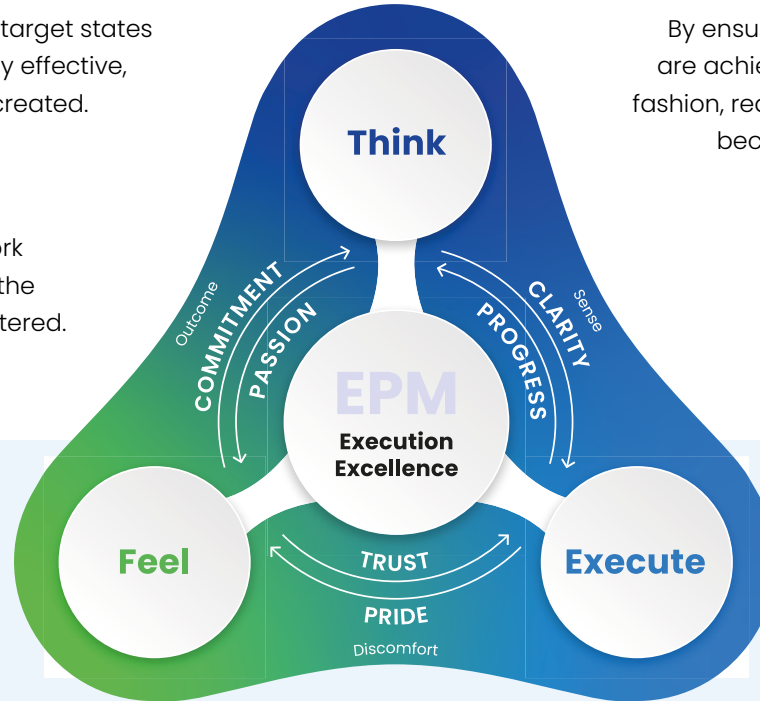 target states
y effective,
created.
By ensu
are achie
fashion, rea
bec
rk
the
tered.
Think
Outcome
COMMITMENT
PASSION
CLARITY
Sense
PROGRESS
EPM
Execution
Excellence
Feel
Execute
TRUST
PRIDE
Discomfort